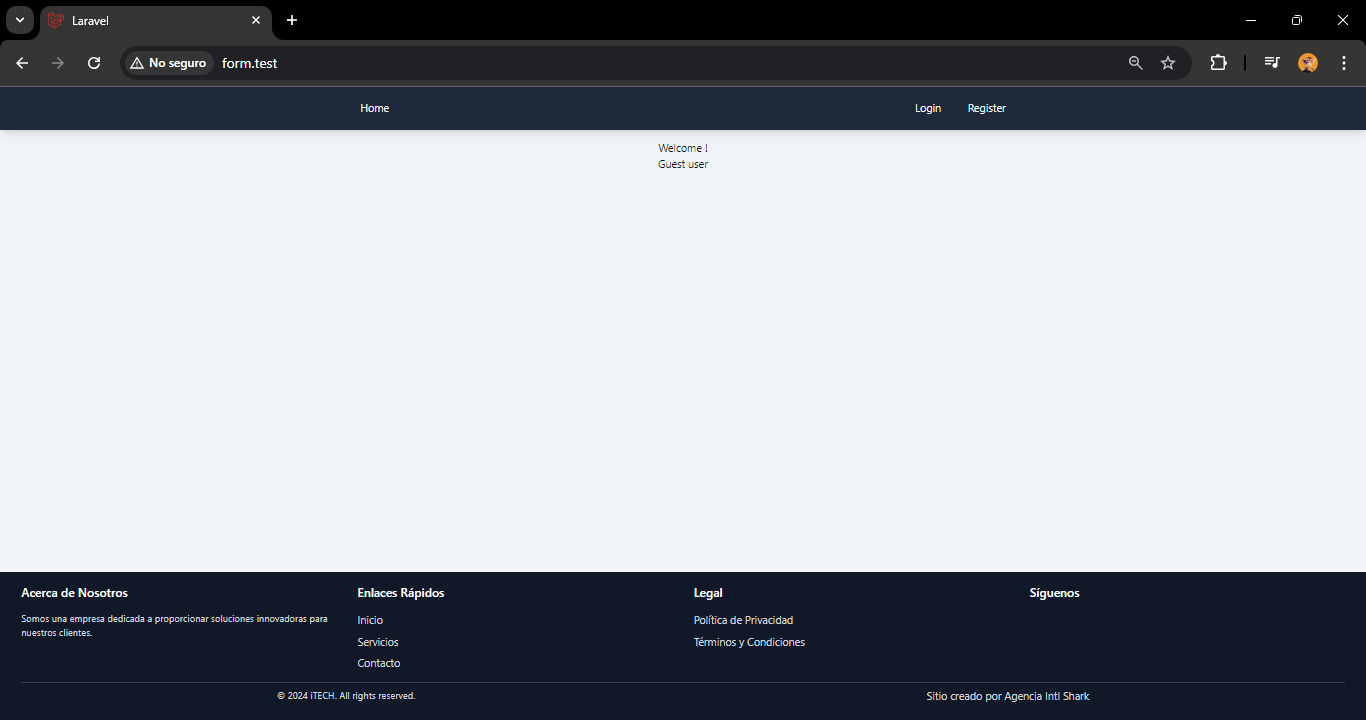 Laravel
No seguro
form.test
Home
Login
Register
Welcome !
Guest user
Acerca de Nosotros
Somos una empresa dedicada a proporcionar soluciones innovadoras para
nuestros clientes.
Enlaces Rápidos
Inicio
Servicios
Contacto
Legal
Política de Privacidad
Términos y Condiciones
Síguenos
© 2024 iTECH. All rights reserved.
Sitio creado por Agencia Intl Shark